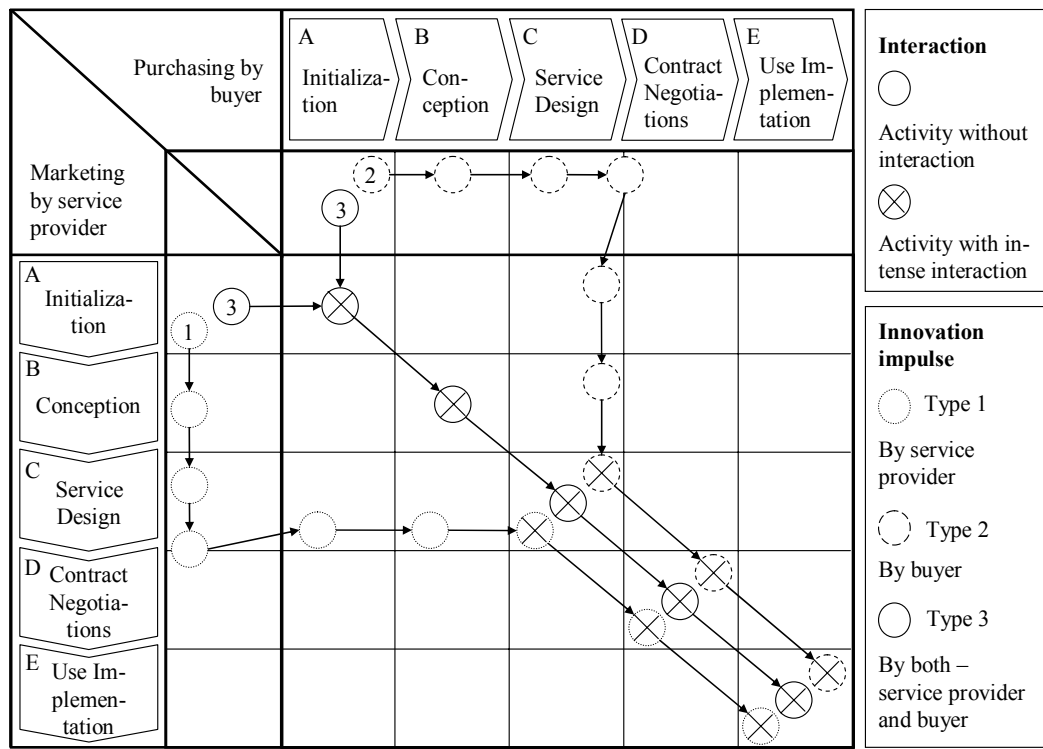 Purchasing by
buyer
A
Initializa-
tion
B
Con-
ception
C
Service
Design
D
Contract
Negotia-
tions
E
Use Im-
plemen-
tation
Marketing
by service
provider
2
3
A
Initializa-
tion
3
1
B
Conception
C
Service
Design
D
Contract
Negotia-
tions
E
Use Im-
plemen-
tation
Interaction
Activity without
interaction
Activity with in-
tense interaction
Innovation
impulse
Type 1
By service
provider
Type 2
By buyer
Type 3
By both –
service provider
and buyer